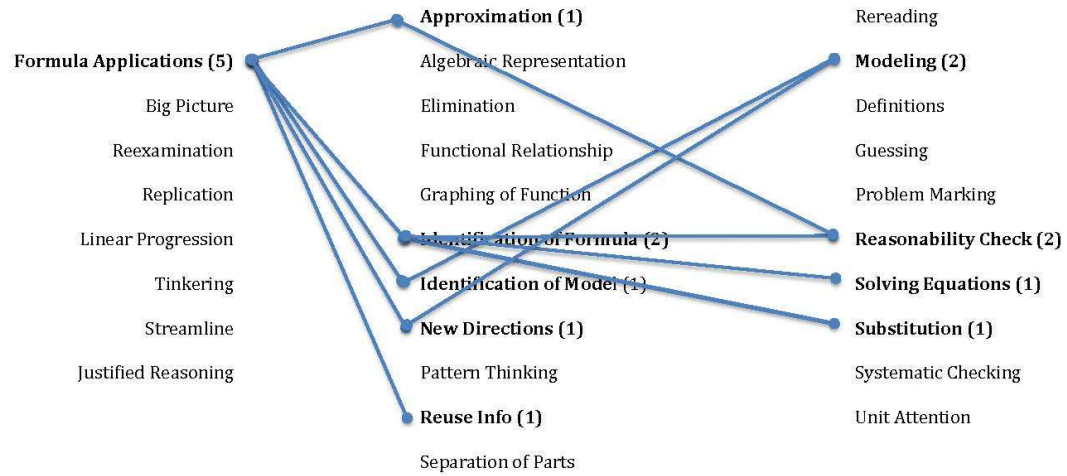 Formula Applications (5)
Big Picture
Reexamination
Replication
Linear Progression
Tinkering
Streamline
Justified Reasoning
Approximation (1)
Algebraic Representation
Elimination
Functional Relationship
Graphing of Function
Identification of Formula (2)
Identification of Model (1)
New Directions (1)
Pattern Thinking
Reuse Info (1)
Separation of Parts
Rereading
Modeling (2)
Definitions
Guessing
Problem Marking
Reasonability Check (2)
Solving Equations (1)
Substitution (1)
Systematic Checking
Unit Attention